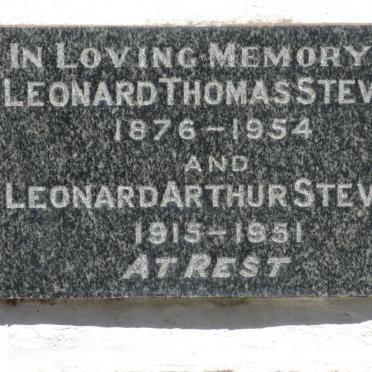 IN LOVING MEMORY
LEONARD THOMAS STEV
1876-1954
AND
LEONARD ARTHUR STEV
1915-1951
AT REST